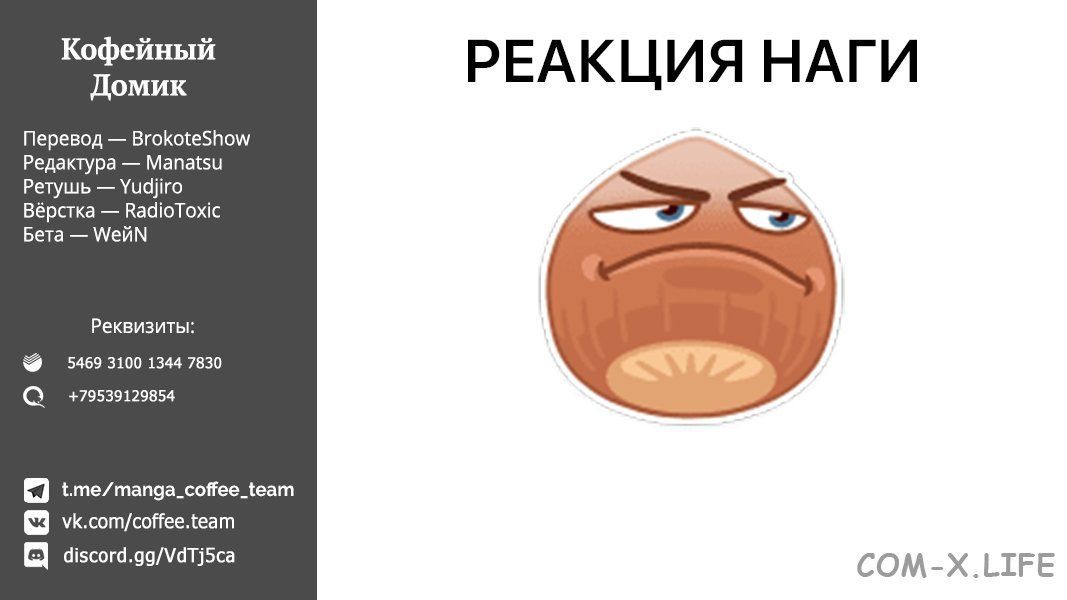 Кофейный
Домик
Перевод — BrokoteShow
Редактура — Manatsu
Ретушь — Yudjiro
Вёрстка — RadioToxic
Бета — WeйN
Реквизиты:
5469 3100 1344 7830
+79539129854
t.me/manga_coffee_team
vk.com/coffee.team
discord.gg/VdTj5ca
РЕАКЦИЯ НАГИ
COM-X.LIFE